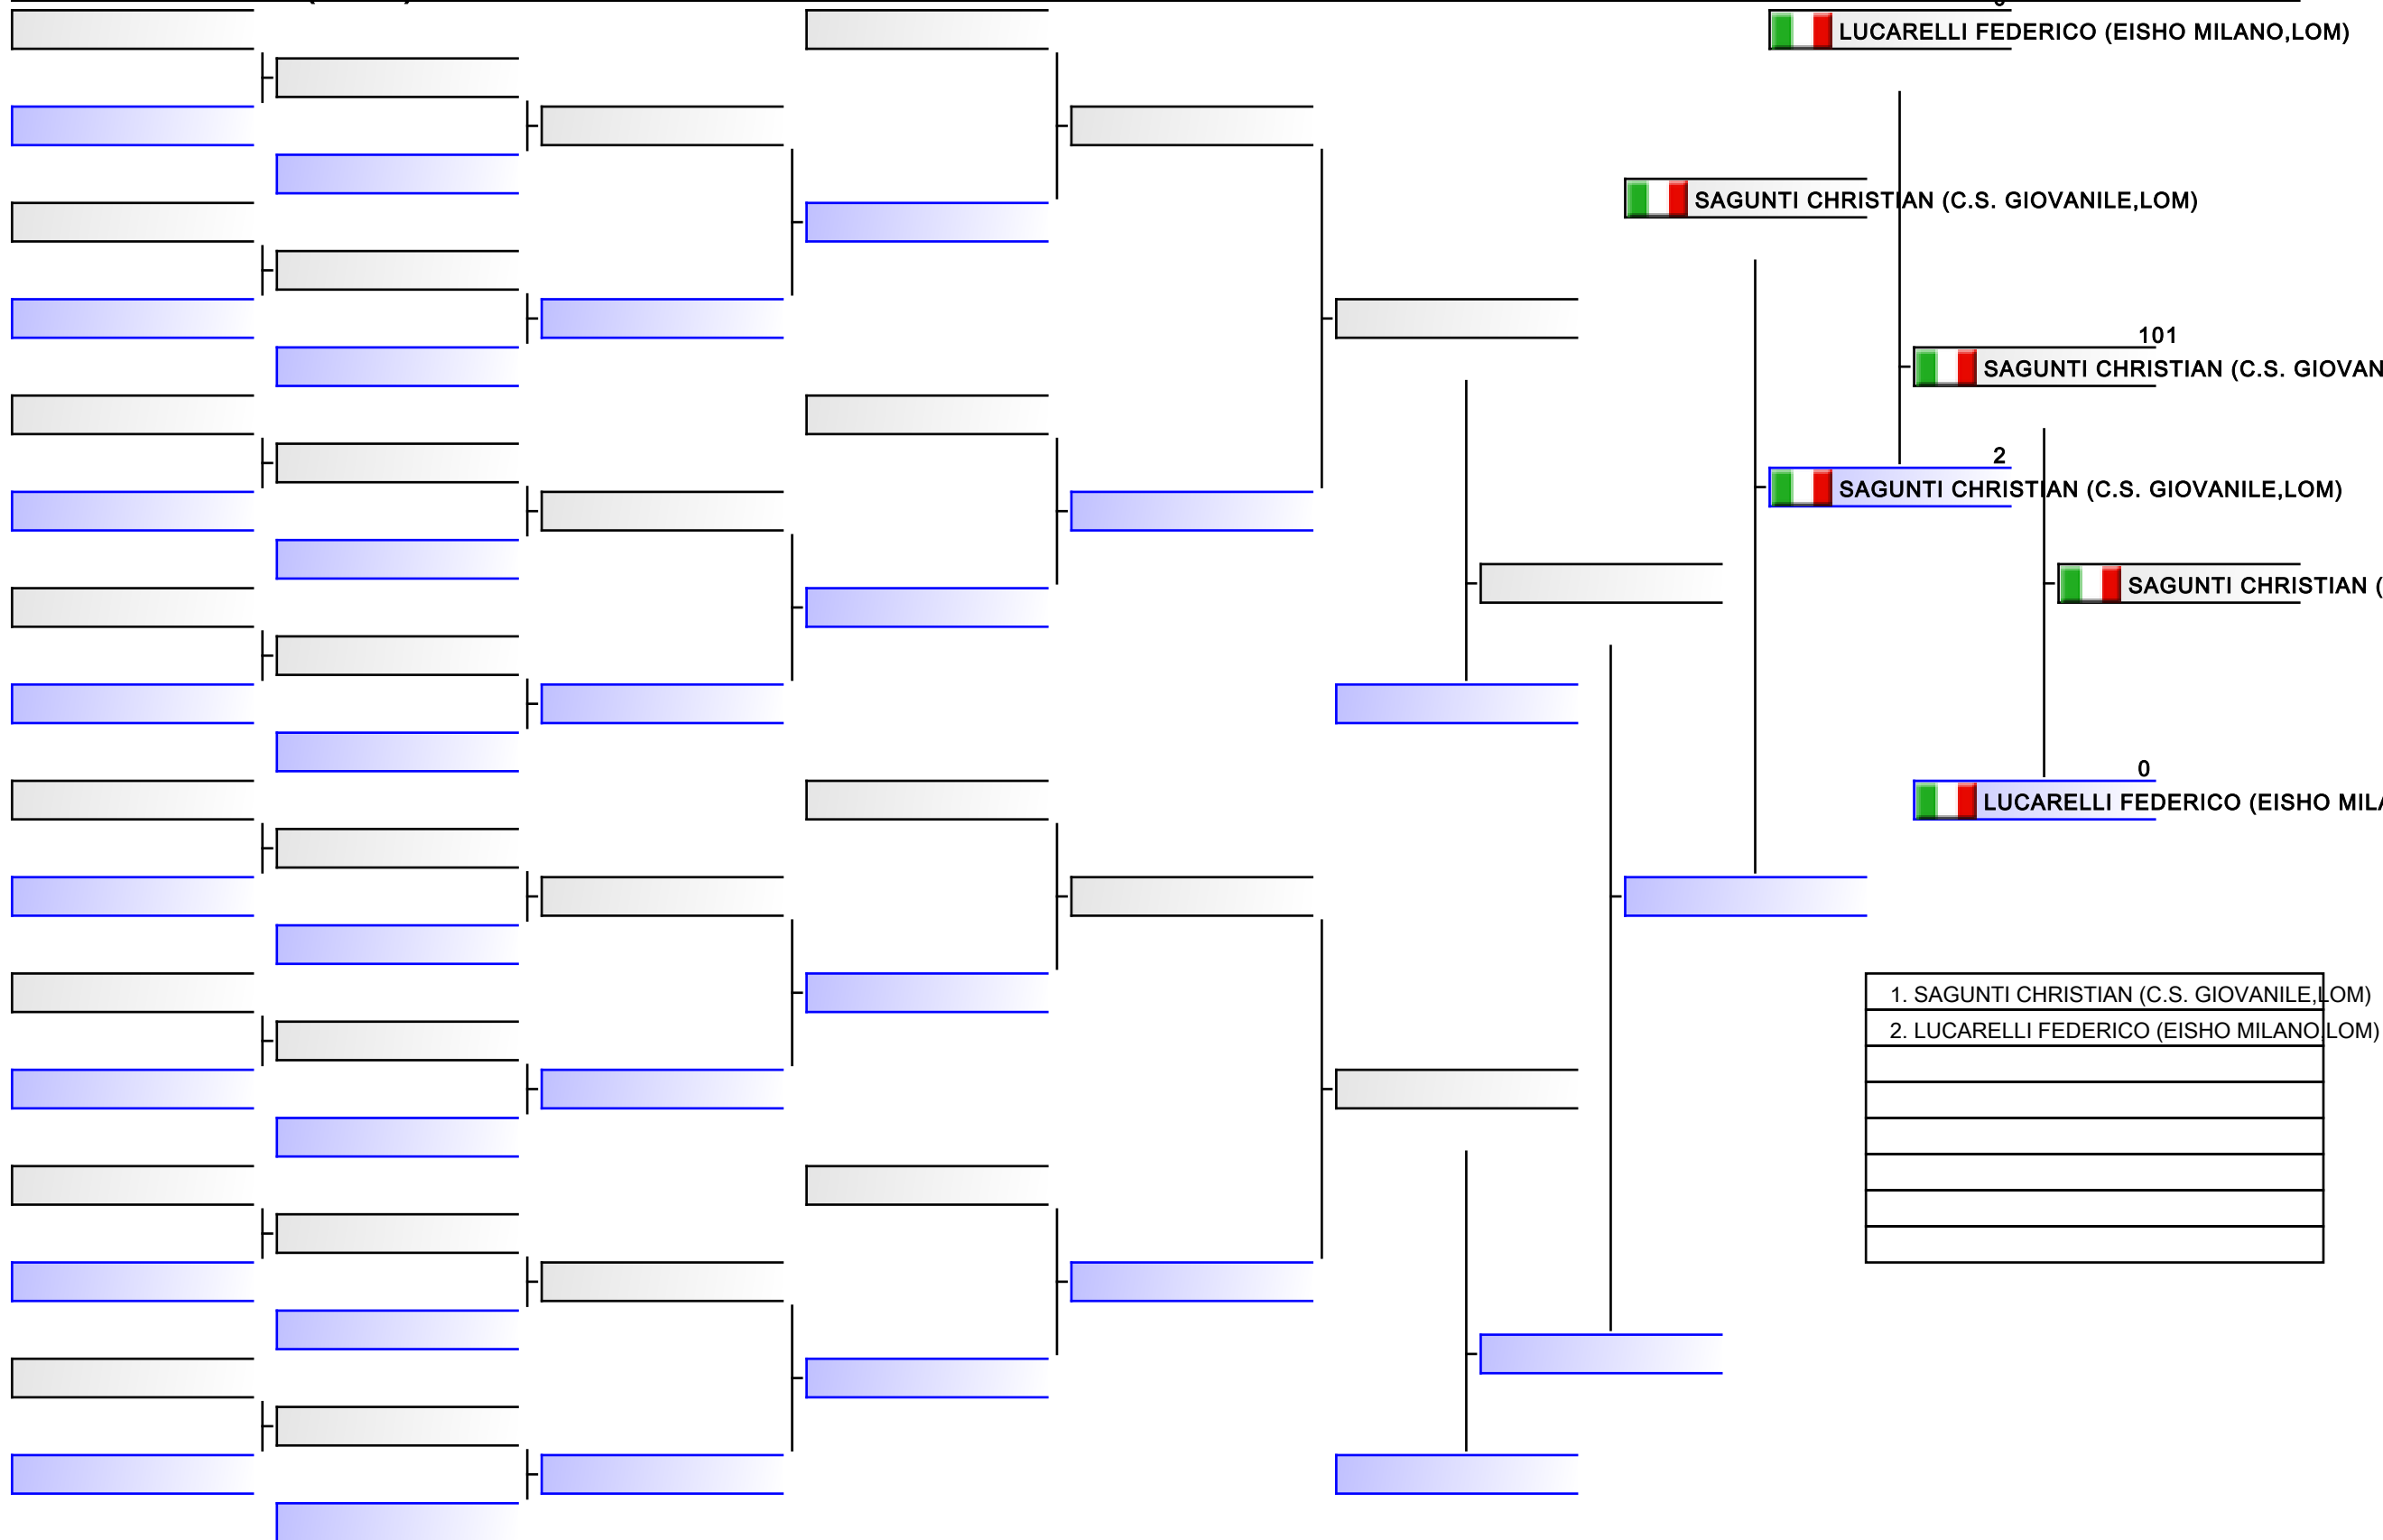 LUCARELLI FEDERICO (EISHO MILANO,LOM)
SAGUNTI CHRISTIAN (C.S. GIOVANILE,LOM)
101
SAGUNTI CHRISTIAN (C.S. GIOVAN
2
SAGUNTI CHRISTIAN (C.S. GIOVANILE,LOM)
SAGUNTI CHRISTIAN (
0
LUCARELLI FEDERICO (EISHO MILA
1. SAGUNTI CHRISTIAN (C.S. GIOVANILE,LOM)
2. LUCARELLI FEDERICO (EISHO MILANO,LOM)